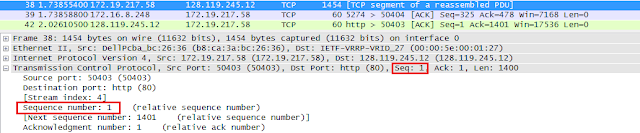 38 1.73855400 172.19.217.58 128.119.245.12 TCP 1454 [TCP segment of a reassembled PDU]
39 1.73858800 172.16.8.248 172.19.217.58 TCP 60 5274 > 50404 [ACK] Seq=325 Ack=478 Win=7168 Len=0
42 2.02610500 128.119.245.12 172.19.217.58 TCP 60 http > 50403 [ACK] Seq=1 Ack=1401 Win=17536 Len=0
Frame 38: 1454 bytes on wire (11632 bits), 1454 bytes captured (11632 bits) on interface 0
Ethernet II, Src: DellPcba_bc:26:36 (b8:ca:3a:bc:26:36), Dst: IETF-VRRP-VRID_27 (00:00:5e:00:01:27)
Internet Protocol Version 4, Src: 172.19.217.58 (172.19.217.58), Dst: 128.119.245.12 (128.119.245.12)
Transmission Control Protocol, Src Port: 50403 (50403), Dst Port: http (80), Seq: 1, Ack: 1, Len: 1400
Source port: 50403 (50403)
Destination port: http (80)
[Stream index: 4]
Sequence number: 1 (relative sequence number)
[Next sequence number: 1401 (relative sequence number)]
Acknowledgment number: 1 (relative ack number)